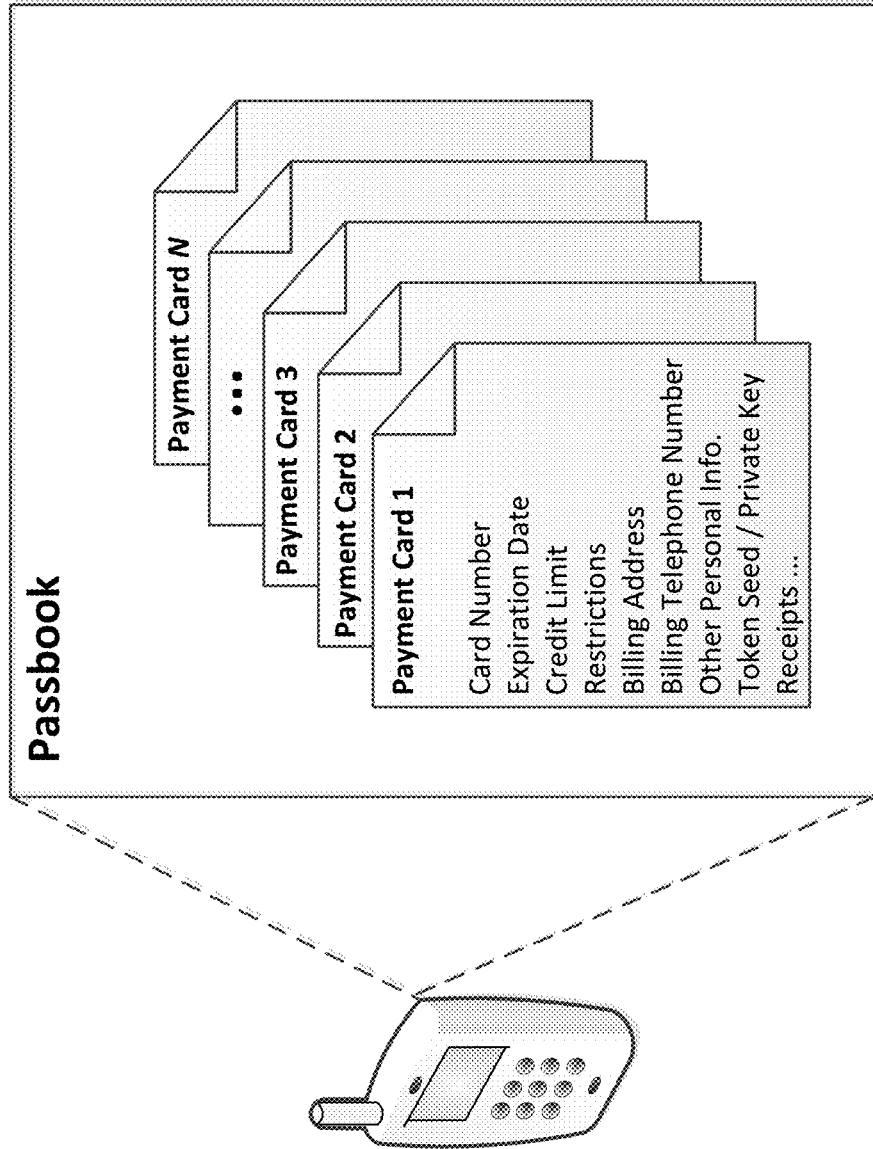 Passbook
Payment Card N
...
Payment Card 3
Payment Card 2
Payment Card 1
Card Number
Expiration Date
Credit Limit
Restrictions
Billing Address
Billing Telephone Number
Other Personal Info.
Token Seed / Private Key
Receipts ...